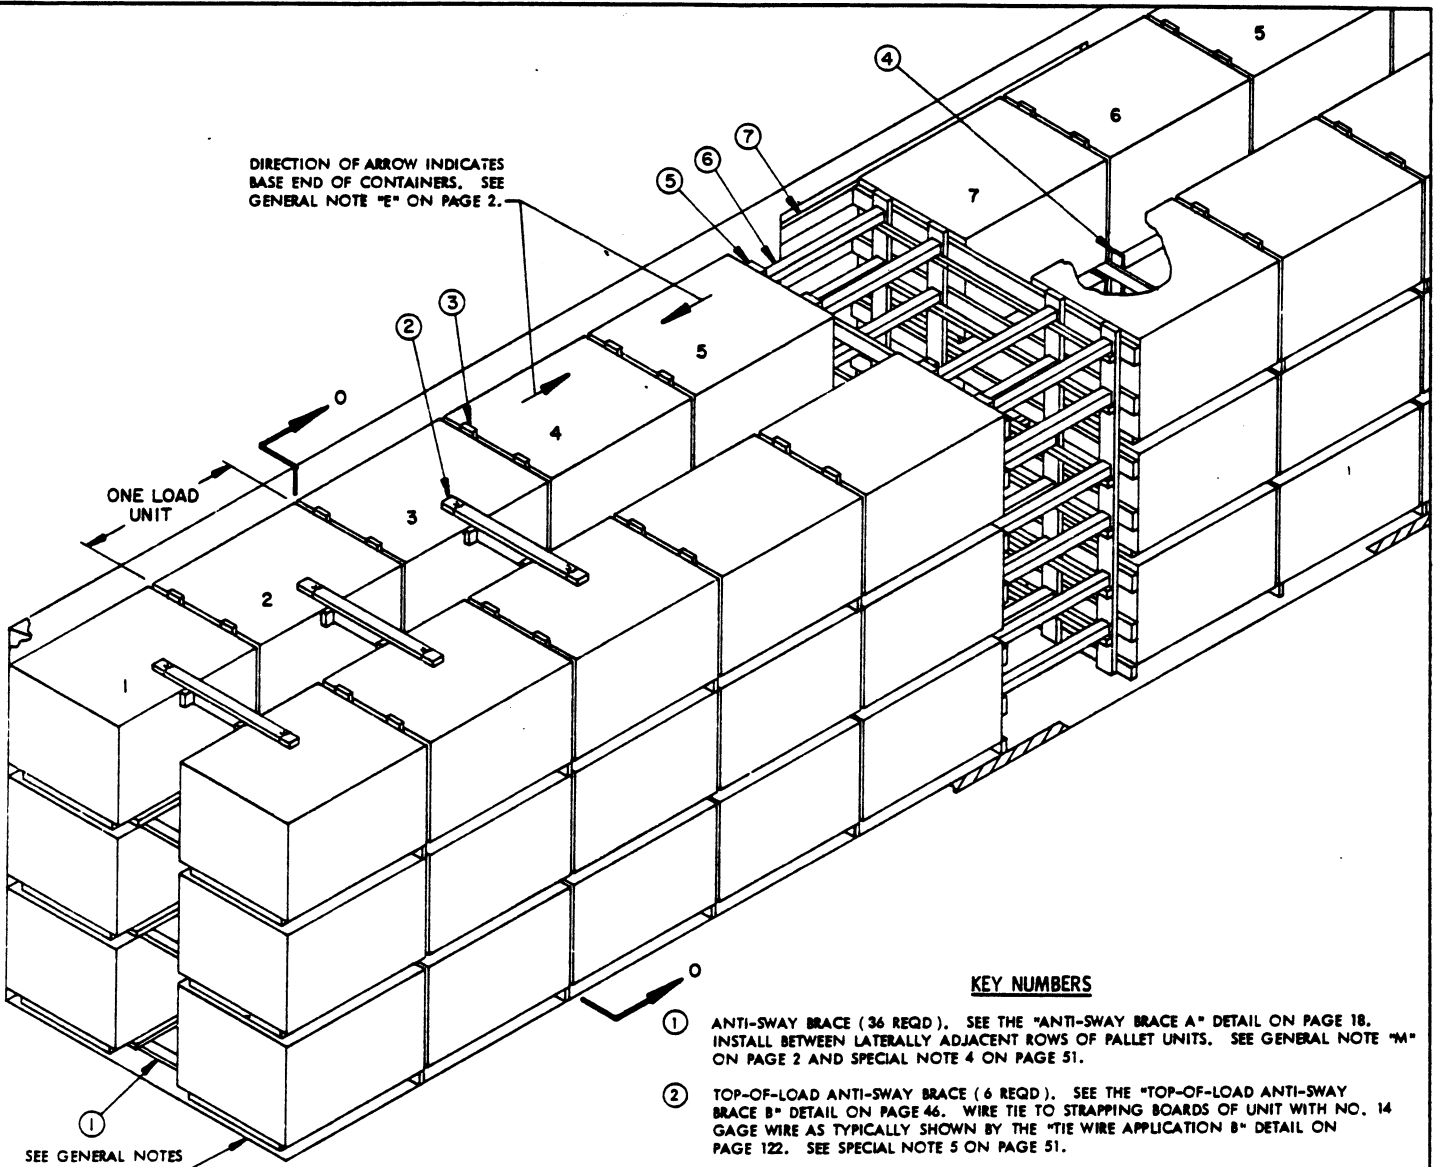 5
4
6
7
DIRECTION OF ARROW INDICATES
BASE END OF CONTAINERS. SEE
GENERAL NOTE "E" ON PAGE 2.
6
5
7
3
2
5
O
4
ONE LOAD
UNIT
3
2
1
1
O
KEY NUMBERS
1 ANTI-SWAY BRACE (36 REQD). SEE THE "ANTI-SWAY BRACE A" DETAIL ON PAGE 18.
INSTALL BETWEEN LATERALLY ADJACENT ROWS OF PALLET UNITS. SEE GENERAL NOTE "M"
ON PAGE 2 AND SPECIAL NOTE 4 ON PAGE 51.
2 TOP-OF-LOAD ANTI-SWAY BRACE (6 REQD). SEE THE "TOP-OF-LOAD ANTI-SWAY
BRACE B" DETAIL ON PAGE 46. WIRE TIE TO STRAPPING BOARDS OF UNIT WITH NO. 14
GAGE WIRE AS TYPICALLY SHOWN BY THE "TIE WIRE APPLICATION B" DETAIL ON
PAGE 122. SEE SPECIAL NOTE 5 ON PAGE 51.
1
SEE GENERAL NOTES